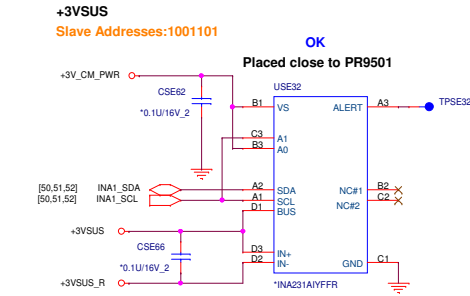 +3VSUS
Slave Addresses:1001101
OK
Placed close to PR9501
+3V_CM_PWR
CSE62
*0.1U/16V_2
USE32
B1 VS ALERT A3 TPSE32
C3 A1
B3 A0
[50,51,52] INA1_SDA A2 SDA NC#1 B2
[50,51,52] INA1_SCL A1 SCL NC#2 C2
D1 BUS
+3VSUS
CSE66
*0.1U/16V_2
D3 IN+
D2 IN- GND C1
+3VSUS_R
*INA231AIYFFR